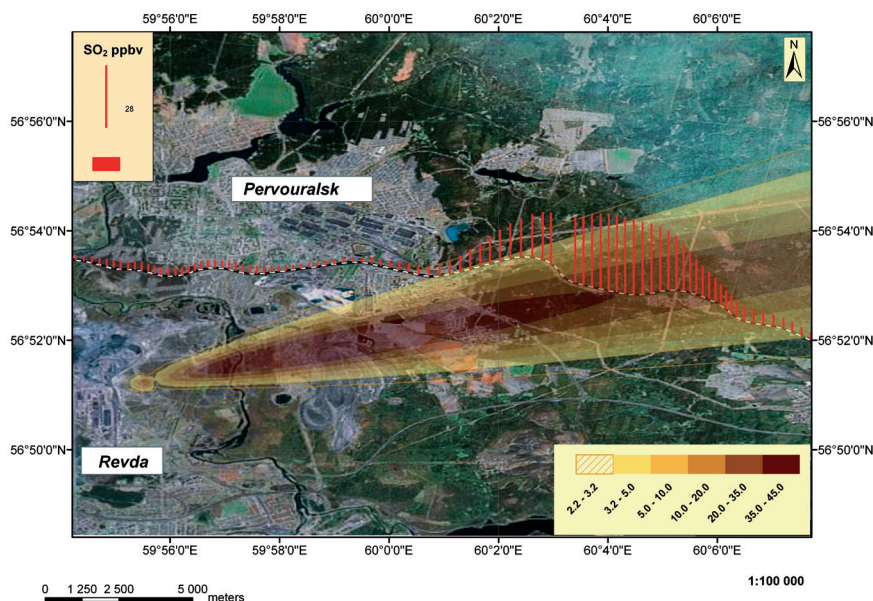 59°56'0"E 59°58'0"E 60°0'0"E 60°2'0"E 60°4'0"E 60°6'0"E
SO₂ ppbv
28
N
56°56'0"N 56°56'0"N
Pervouralsk
56°54'0"N 56°54'0"N
56°52'0"N 56°52'0"N
56°50'0"N 56°50'0"N
Revda
2.2 - 3.2 3.2 - 5.0 5.0 - 10.0 10.0 - 20.0 20.0 - 35.0 35.0 - 45.0
59°56'0"E 59°58'0"E 60°0'0"E 60°2'0"E 60°4'0"E 60°6'0"E
1:100 000
0 1 250 2 500 5 000
meters